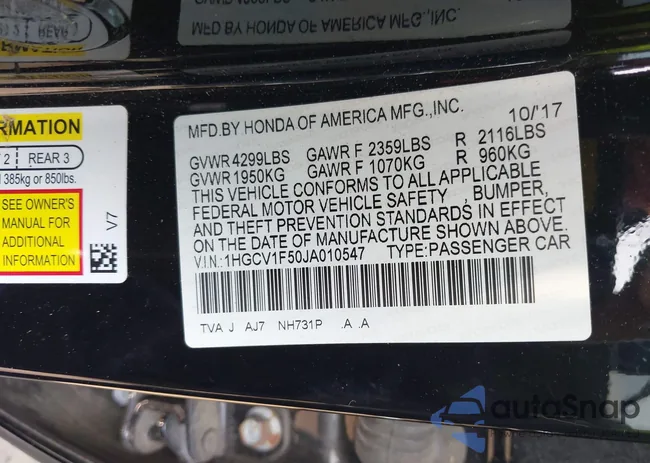 MFD.BY HONDA OF AMERICA MFG.,INC.
REAR 3
RMATION
2 REAR 3
385kg or 850lbs.
SEE OWNER'S
MANUAL FOR
ADDITIONAL
INFORMATION
V7
MFD.BY HONDA OF AMERICA MFG.,INC. 10/'17
GVWR 4299LBS GAWR F 2359LBS R 2116LBS
GVWR 1950KG GAWR F 1070KG R 960KG
THIS VEHICLE CONFORMS TO ALL APPLICABLE
FEDERAL MOTOR VEHICLE SAFETY , BUMPER,
AND THEFT PREVENTION STANDARDS IN EFFECT
ON THE DATE OF MANUFACTURE SHOWN ABOVE.
V.I.N.:1HGCV1F50JA010547 TYPE:PASSENGER CAR
TVA J AJ7 NH731P .A .A
autoSnap